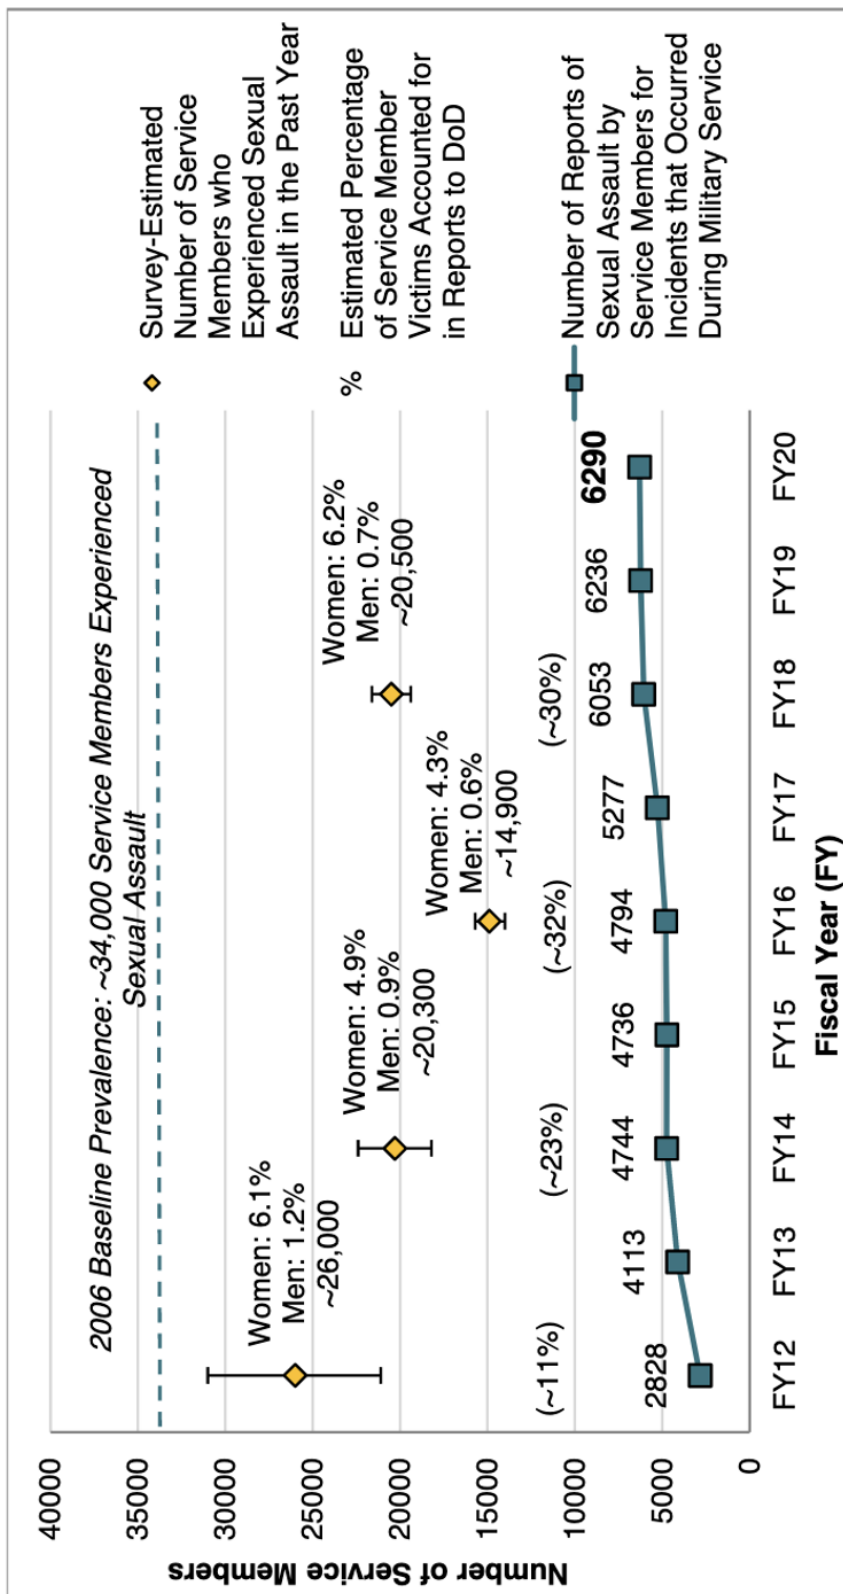 40000
35000
30000
25000
20000
15000
10000
5000
0
Number of Service Members
2006 Baseline Prevalence: ~34,000 Service Members Experienced
Sexual Assault
Women: 6.1%
Men: 1.2%
~26,000
Women: 4.9%
Men: 0.9%
~20,300
Women: 4.3%
Men: 0.6%
~14,900
Women: 6.2%
Men: 0.7%
~20,500
(~11%)
(~23%)
(~32%)
(~30%)
2828
4113
4744
4736
4794
5277
6053
6236
6290
FY12
FY13
FY14
FY15
FY16
FY17
FY18
FY19
FY20
Fiscal Year (FY)
Survey-Estimated
Number of Service
Members who
Experienced Sexual
Assault in the Past Year
%
Estimated Percentage
of Service Member
Victims Accounted for
in Reports to DoD
Number of Reports of
Sexual Assault by
Service Members for
Incidents that Occurred
During Military Service